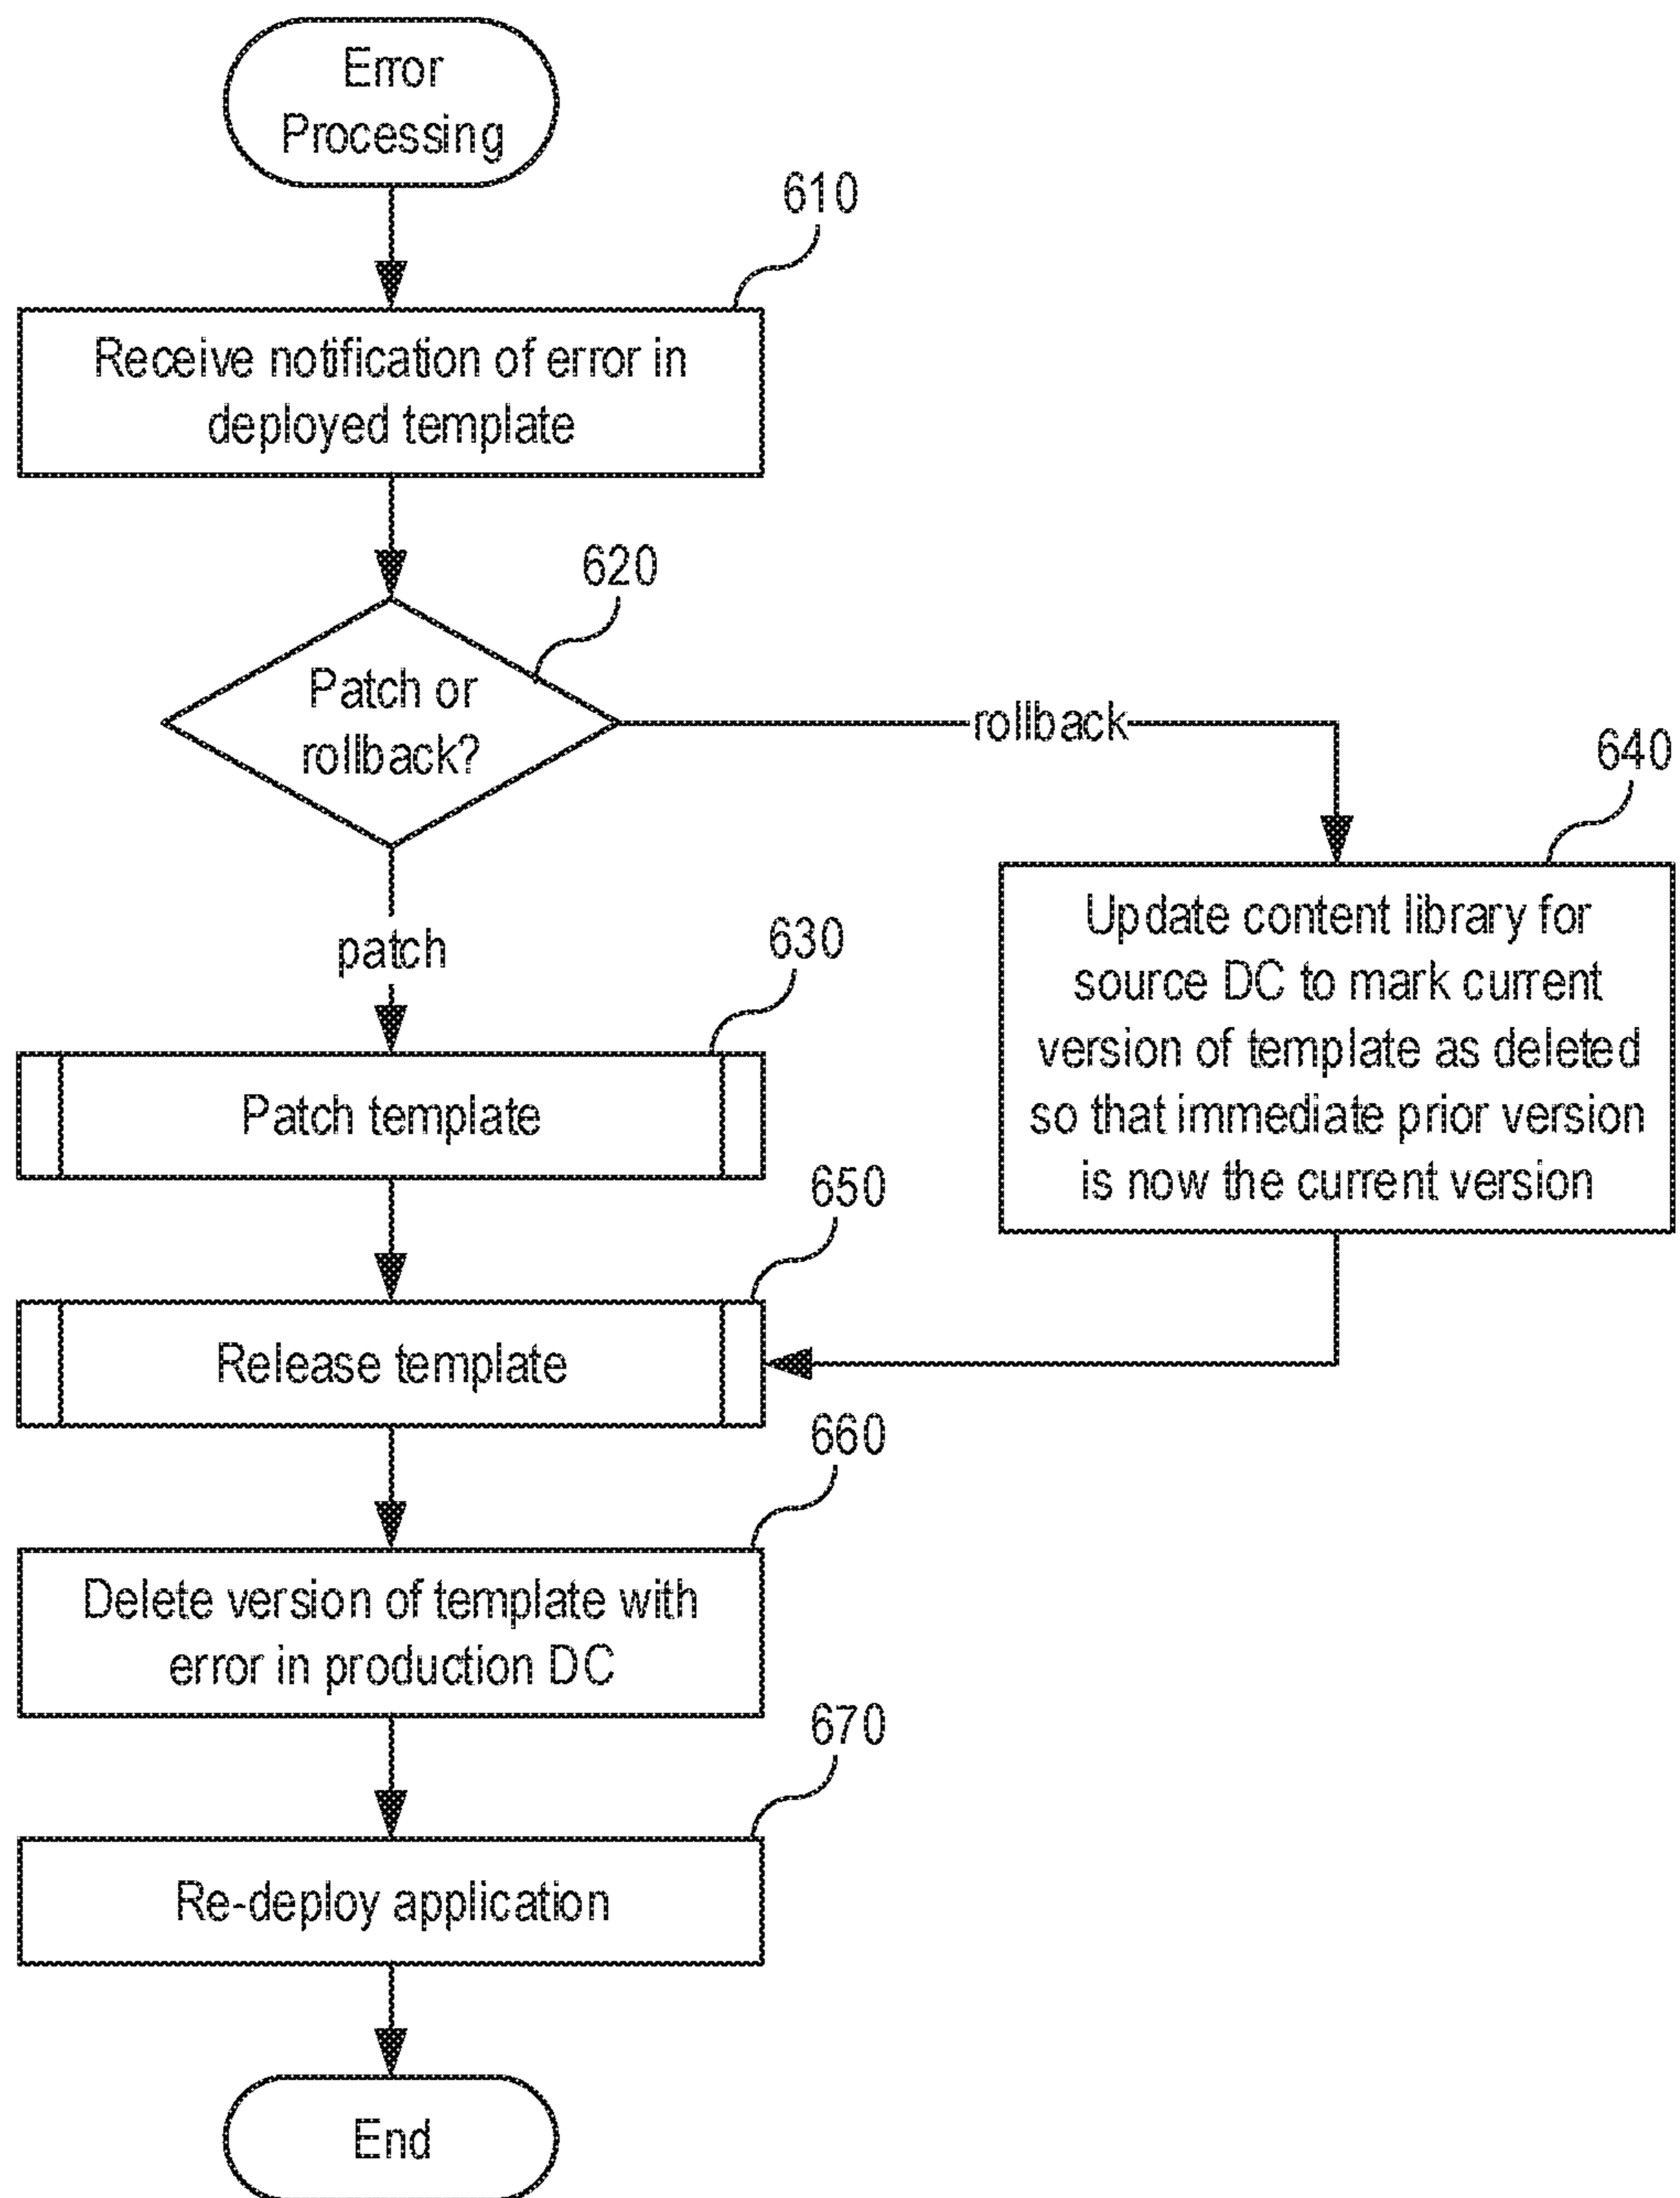 Error
Processing
610
Receive notification of error in
deployed template
620
Patch or
rollback?
rollback
640
Update content library for
source DC to mark current
version of template as deleted
so that immediate prior version
is now the current version
patch
630
Patch template
650
Release template
660
Delete version of template with
error in production DC
670
Re-deploy application
End